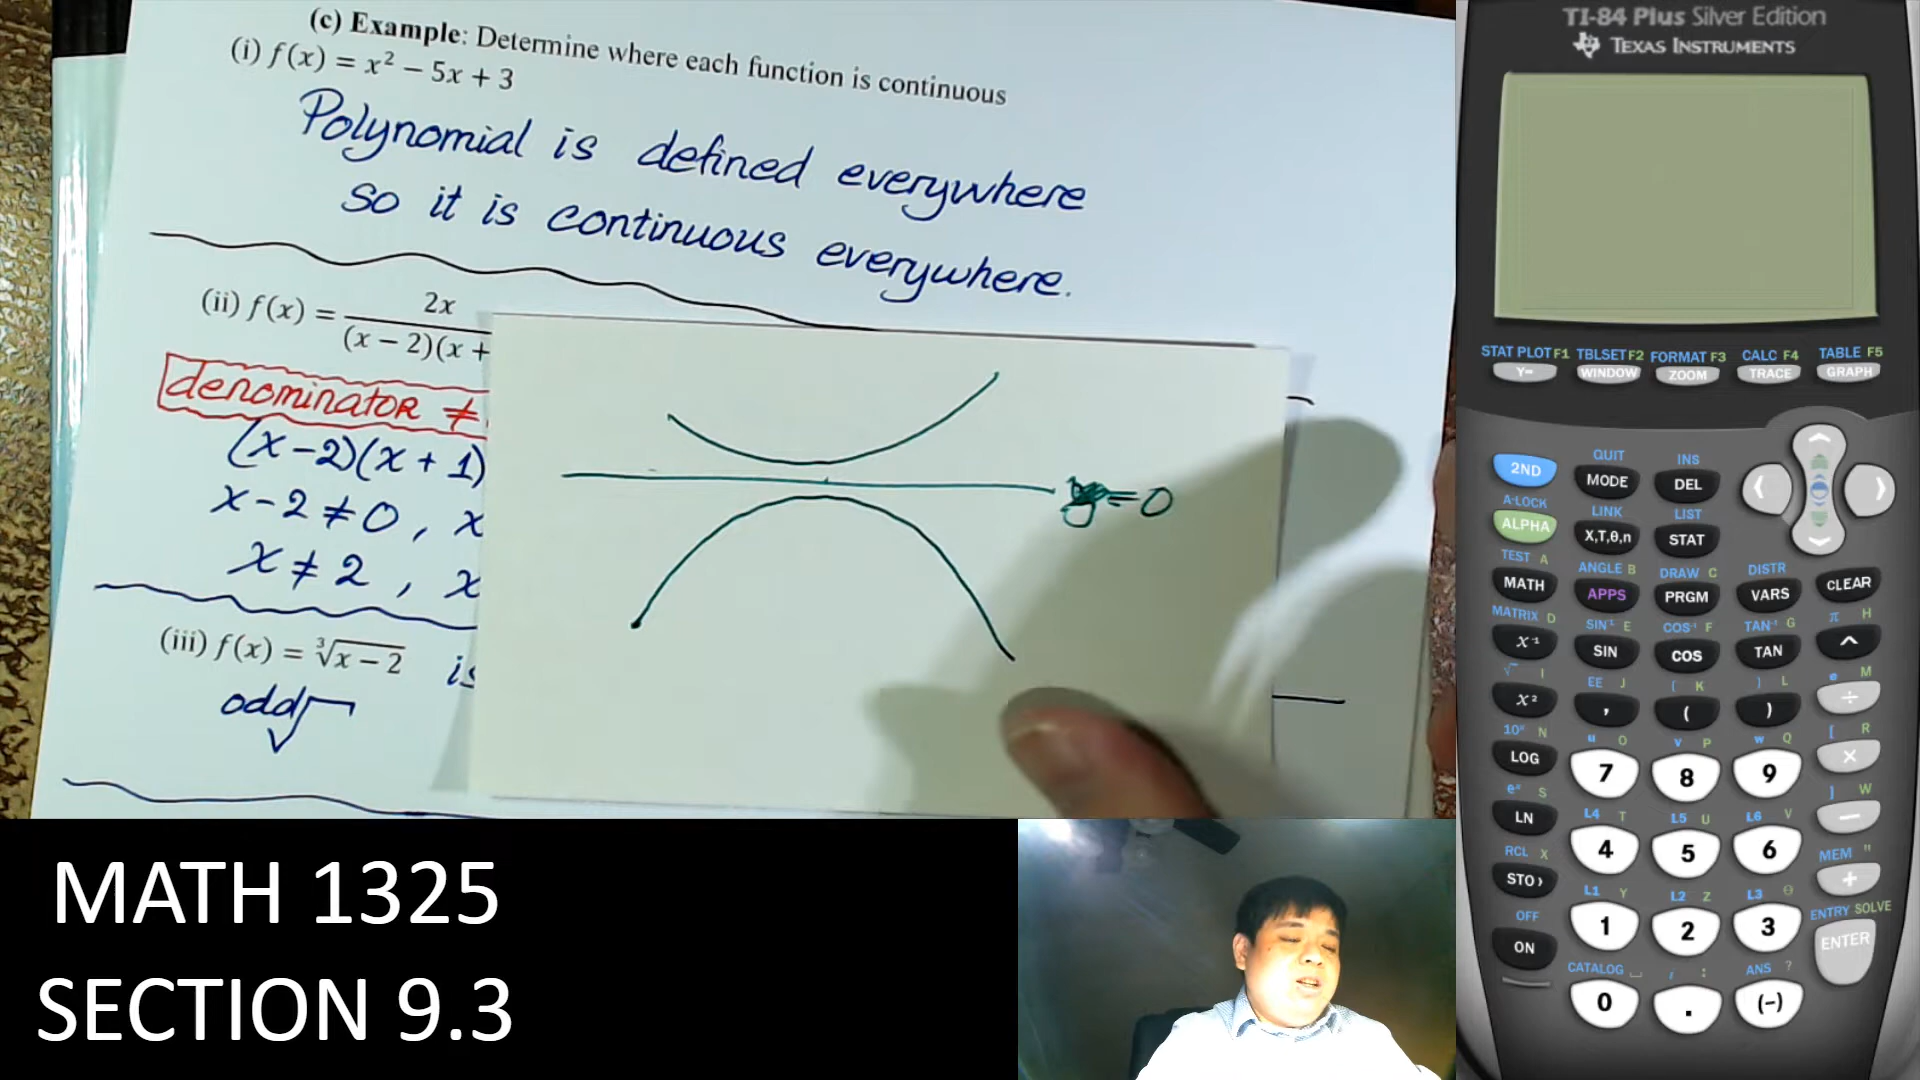 (c) Example: Determine where each function is continuous
(i) f(x) = x² − 5x + 3
Polynomial is defined everywhere
so it is continuous everywhere.
(ii) f(x) = 2x / (x − 2)(x +
denominator ≠
(x-2)(x+1)
x-2≠0, x
x≠2, x
(iii) f(x) = ∛x − 2 is
odd√
y=0
MATH 1325
SECTION 9.3
TI-84 Plus Silver Edition
TEXAS INSTRUMENTS
STAT PLOT F1 TBLSET F2 FORMAT F3 CALC F4 TABLE F5
Y= WINDOW ZOOM TRACE GRAPH
QUIT INS
2ND MODE DEL
A-LOCK LINK LIST
ALPHA X,T,θ,n STAT
TEST A ANGLE B DRAW C DISTR
MATH APPS PRGM VARS CLEAR
MATRIX D SIN⁻¹ E COS⁻¹ F TAN⁻¹ G π H
x⁻¹ SIN COS TAN ^
√ I EE J { K } L e M
x² , ( ) ÷
10ˣ N u O v P w Q [ R
LOG 7 8 9 ×
eˣ S L4 T L5 U L6 V ] W
LN 4 5 6 −
RCL X L1 Y L2 Z L3 θ MEM "
STO› 1 2 3 +
OFF CATALOG ␣ i : ANS ? ENTRY SOLVE
ON 0 . (-) ENTER